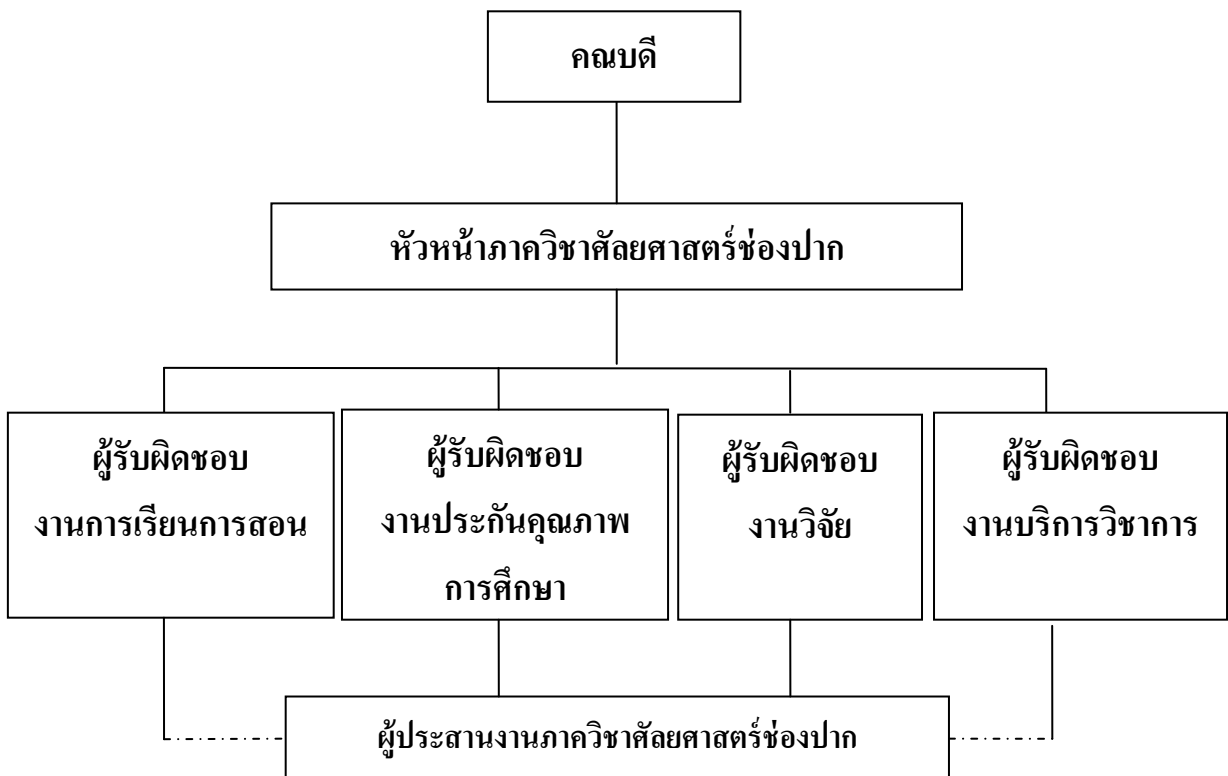 คณบดี
หัวหน้าภาควิชาศัลยศาสตร์ช่องปาก
ผู้รับผิดชอบ
งานการเรียนการสอน
ผู้รับผิดชอบ
งานประกันคุณภาพ
การศึกษา
ผู้รับผิดชอบ
งานวิจัย
ผู้รับผิดชอบ
งานบริการวิชาการ
ผู้ประสานงานภาควิชาศัลยศาสตร์ช่องปาก